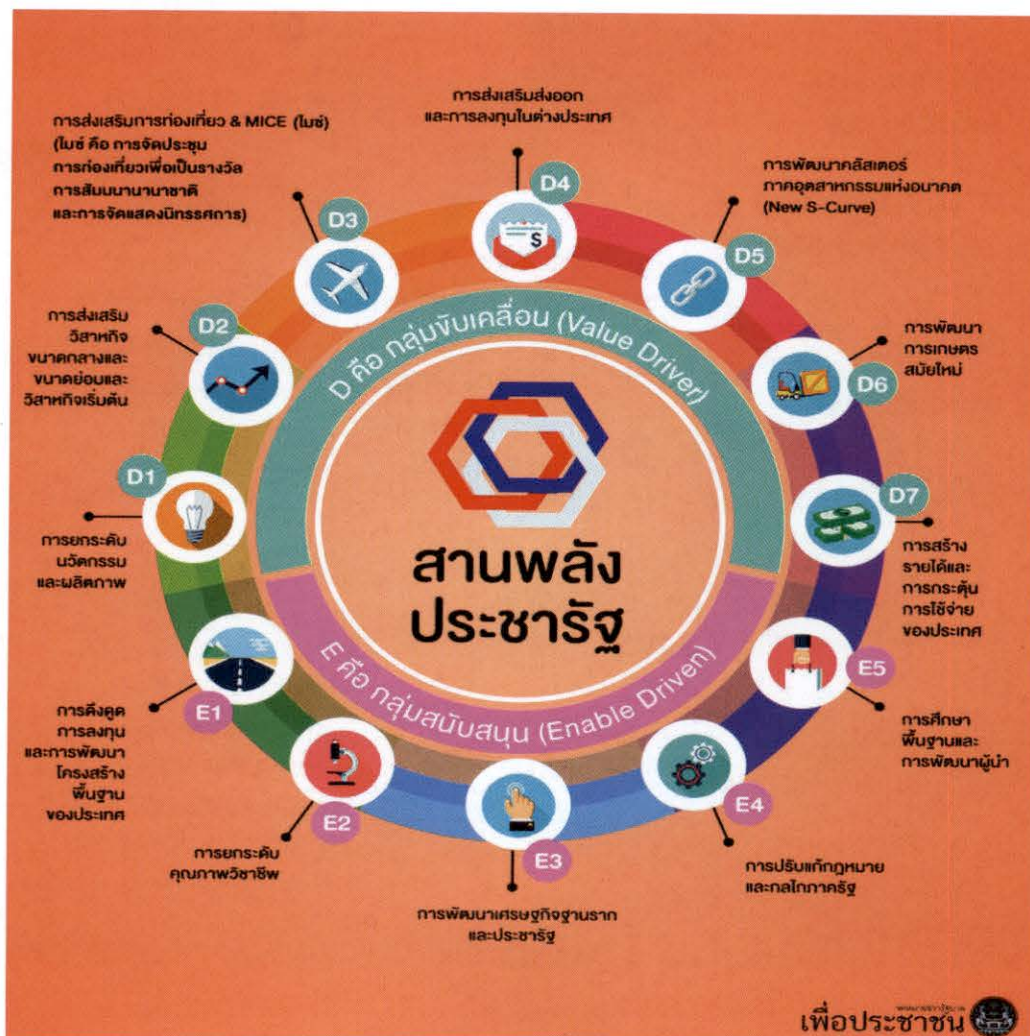 การส่งเสริมส่งออก
และการลงทุนในต่างประเทศ
การส่งเสริมการท่องเที่ยว & MICE (ไมซ์)
(ไมซ์ คือ การจัดประชุม
การท่องเที่ยวเพื่อเป็นรางวัล
การสัมมนานานาชาติ
และการจัดแสดงนิทรรศการ)
การพัฒนาคลัสเตอร์
ภาคอุตสาหกรรมแห่งอนาคต
(New S-Curve)
D4
D3
D5
การส่งเสริม
วิสาหกิจ
ขนาดกลางและ
ขนาดย่อมและ
วิสาหกิจเริ่มต้น
D2
D คือ กลุ่มขับเคลื่อน (Value Driver)
D6
การพัฒนา
การเกษตร
สมัยใหม่
D1
การยกระดับ
นวัตกรรม
และผลิตภาพ
สานพลัง
ประชารัฐ
D7
การสร้าง
รายได้และ
การกระตุ้น
การใช้จ่าย
ของประเทศ
E คือ กลุ่มสนับสนุน (Enable Driven)
E1
การดึงดูด
การลงทุน
และการพัฒนา
โครงสร้าง
พื้นฐาน
ของประเทศ
E5
การศึกษา
พื้นฐานและ
การพัฒนาผู้นำ
E2
การยกระดับ
คุณภาพวิชาชีพ
E3
การพัฒนาเศรษฐกิจฐานราก
และประชารัฐ
E4
การปรับแก้กฎหมาย
และกลไกภาครัฐ
เพื่อประชาชน